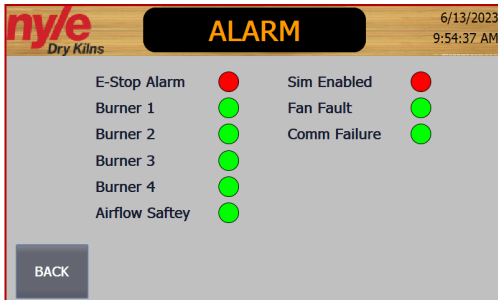 nyle
Dry Kilns
ALARM
6/13/2023
9:54:37 AM
E-Stop Alarm
Sim Enabled
Burner 1
Fan Fault
Burner 2
Comm Failure
Burner 3
Burner 4
Airflow Saftey
BACK